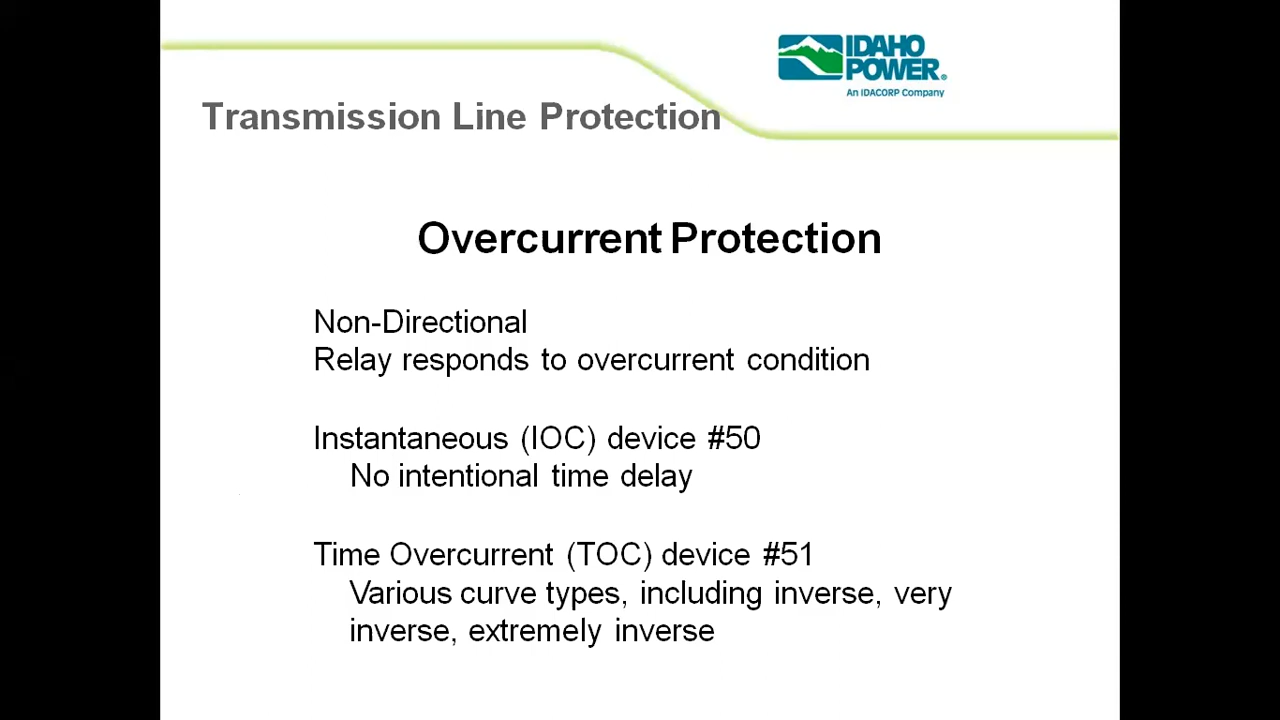 IDAHO
POWER®
An IDACORP Company
Transmission Line Protection
Overcurrent Protection
Non-Directional
Relay responds to overcurrent condition
Instantaneous (IOC) device #50
No intentional time delay
Time Overcurrent (TOC) device #51
Various curve types, including inverse, very
inverse, extremely inverse